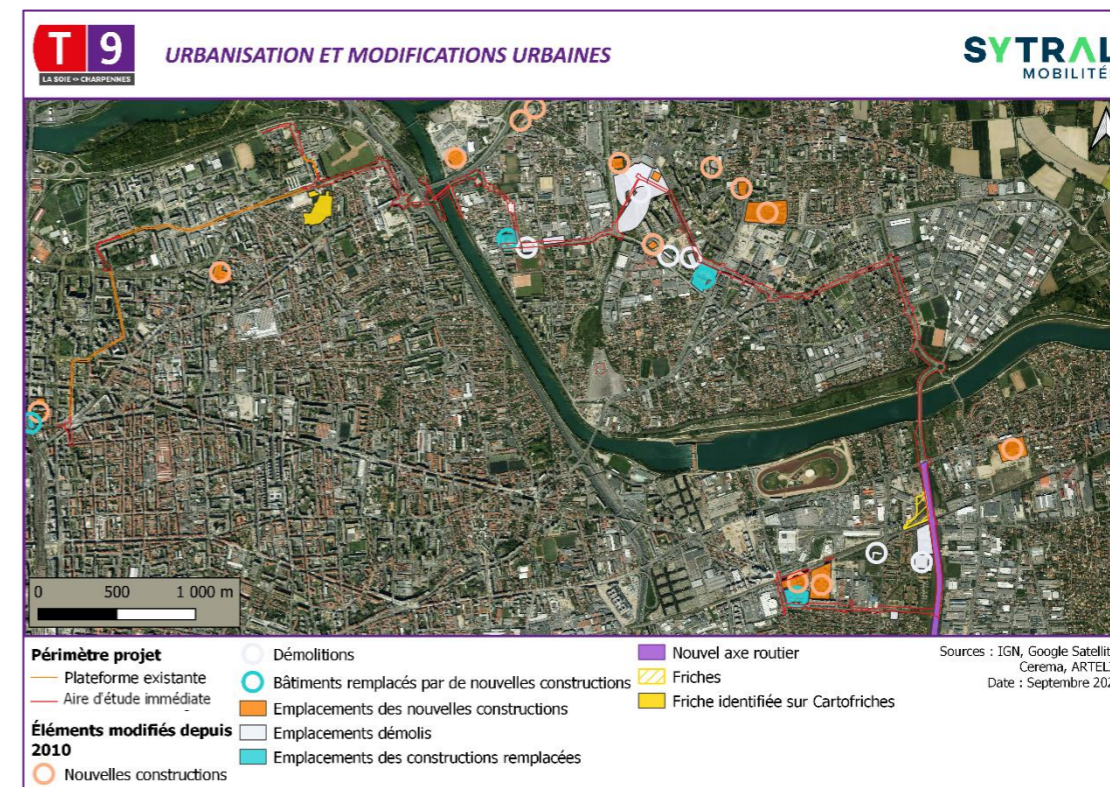 T 9
LA SOIE <> CHARPENNES
URBANISATION ET MODIFICATIONS URBAINES
SYTRAL
MOBILITÉS
0 500 1 000 m
Périmètre projet
Plateforme existante
Aire d'étude immédiate
Éléments modifiés depuis
2010
Nouvelles constructions
Démolitions
Bâtiments remplacés par de nouvelles constructions
Emplacements des nouvelles constructions
Emplacements démolis
Emplacements des constructions remplacées
Nouvel axe routier
Friches
Friche identifiée sur Cartofriches
Sources : IGN, Google Satellit
Cerema, ARTEL
Date : Septembre 202